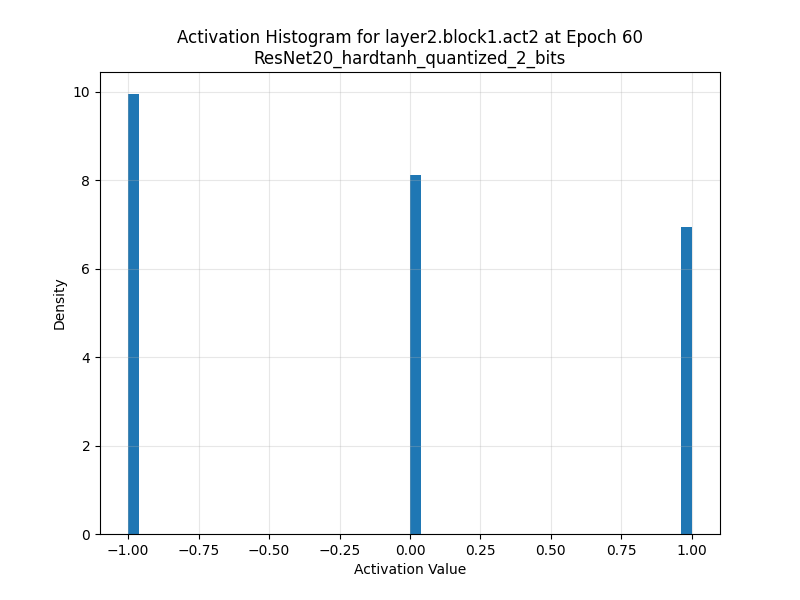 Activation Histogram for layer2.block1.act2 at Epoch 60
ResNet20_hardtanh_quantized_2_bits
10
8
6
4
2
0
Density
−1.00 −0.75 −0.50 −0.25 0.00 0.25 0.50 0.75 1.00
Activation Value